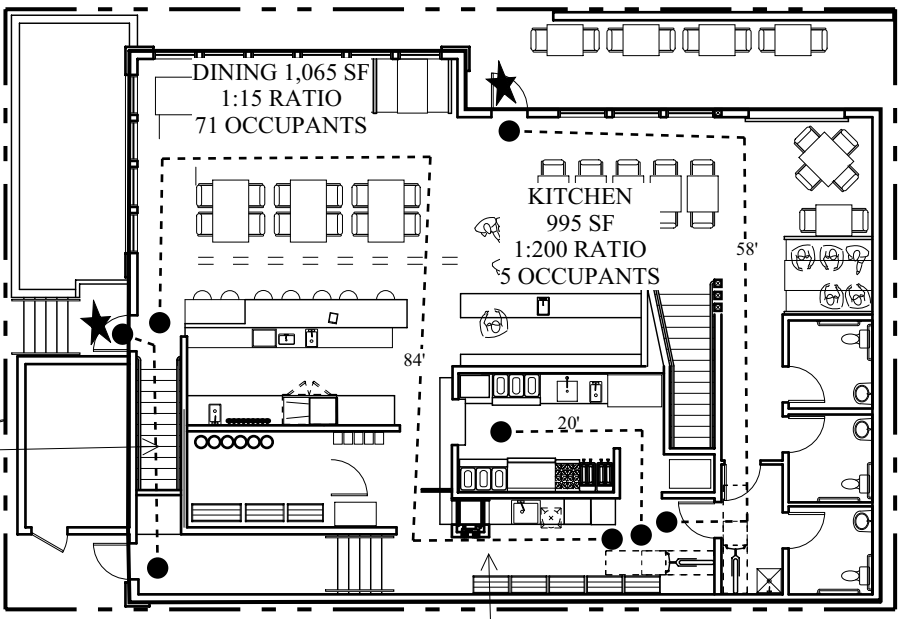 DINING 1,065 SF
1:15 RATIO
71 OCCUPANTS
KITCHEN
995 SF
1:200 RATIO
5 OCCUPANTS
58'
84'
20'